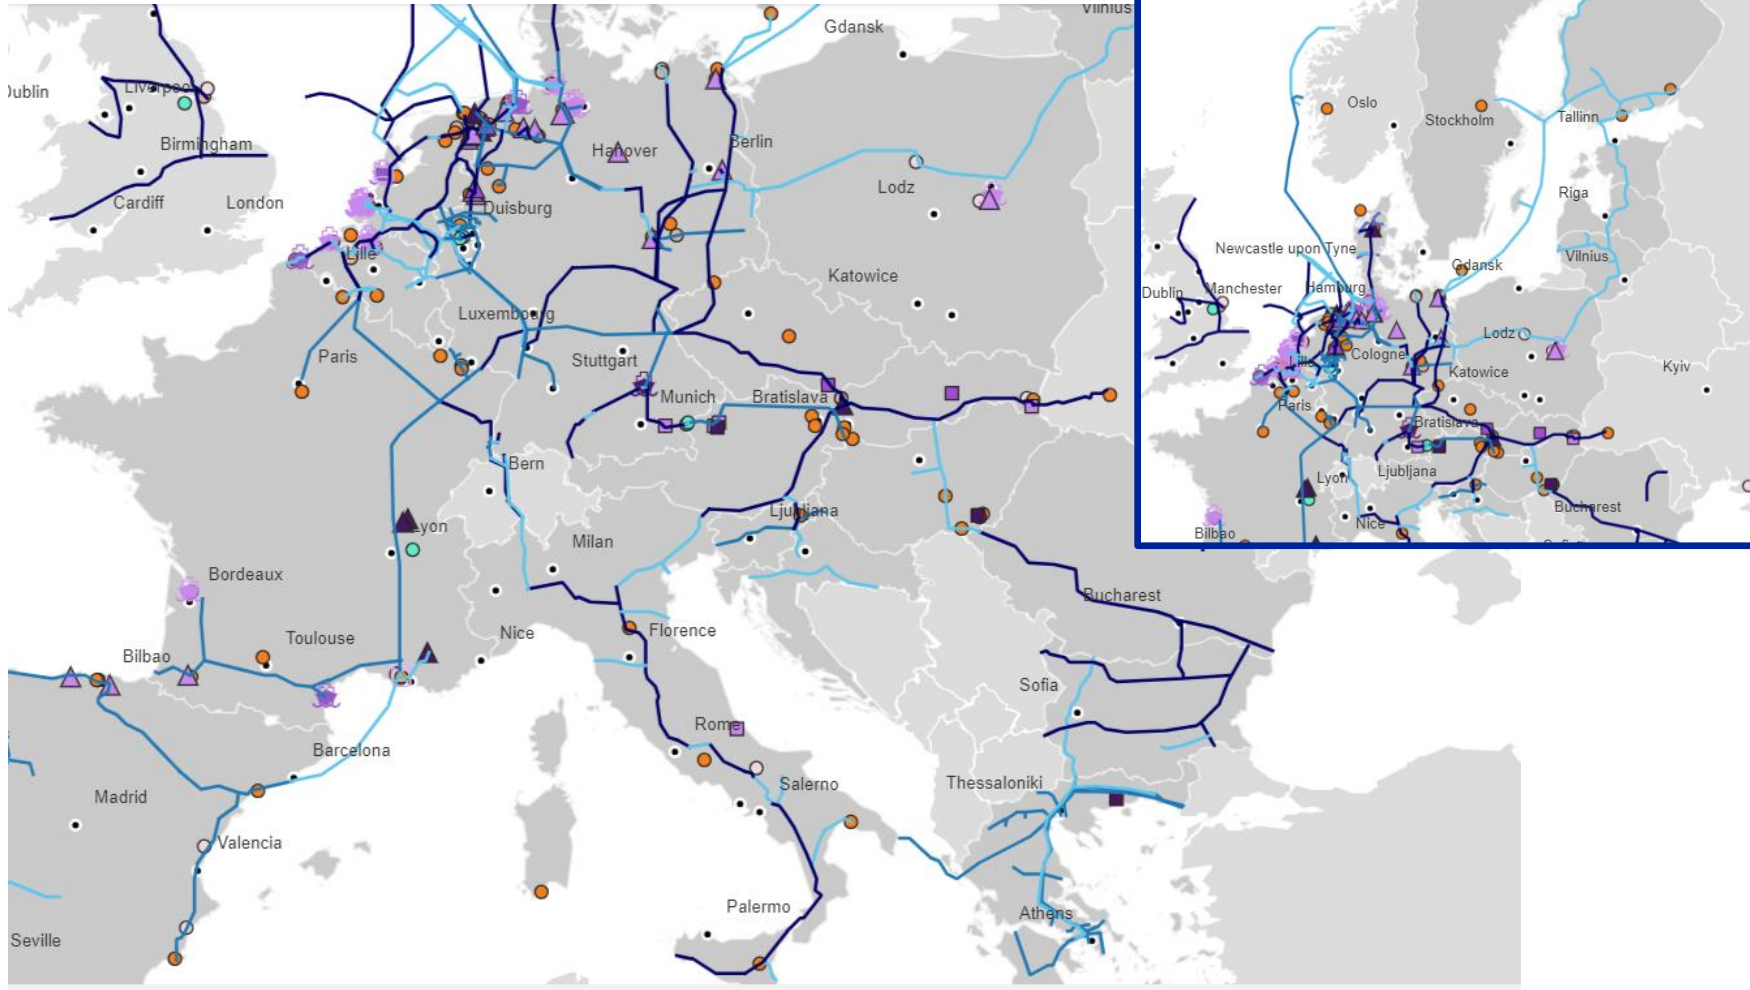 Vilnius
Gdansk
Dublin
Liverpool
Birmingham
Hanover
Berlin
Cardiff
London
Duisburg
Lodz
Lille
Katowice
Luxembourg
Paris
Stuttgart
Munich
Bratislava
Bern
Lyon
Ljubljana
Milan
Bordeaux
Bucharest
Toulouse
Nice
Florence
Bilbao
Sofia
Rome
Barcelona
Madrid
Salerno
Thessaloniki
Valencia
Palermo
Athens
Seville
Oslo
Stockholm
Tallinn
Riga
Newcastle upon Tyne
Vilnius
Gdansk
Dublin
Manchester
Hamburg
Lodz
Lille
Cologne
Katowice
Kyiv
Paris
Bratislava
Ljubljana
Lyon
Bucharest
Nice
Bilbao